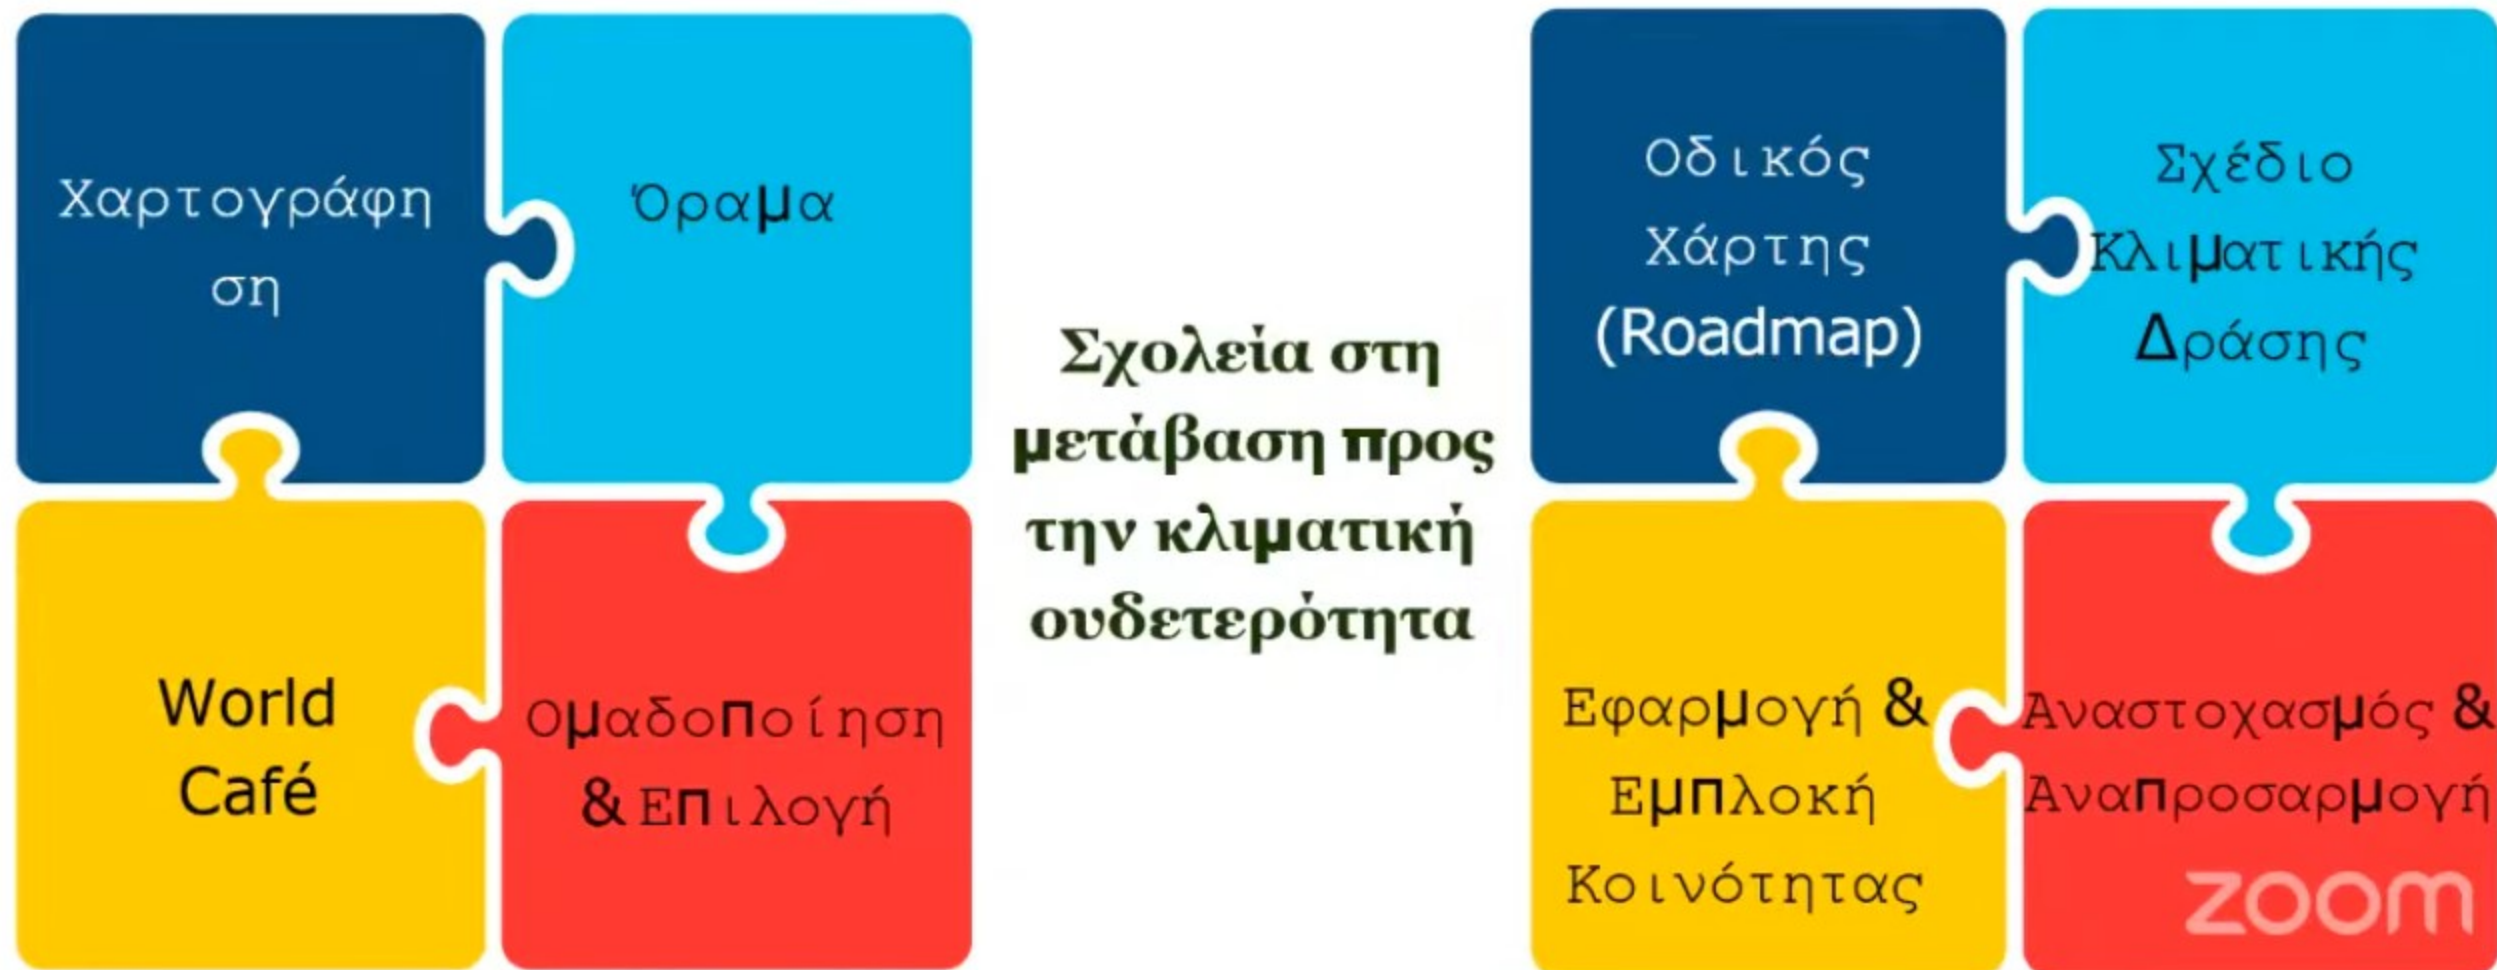 Χαρτογράφη
ση
Όραμα
World
Café
Ομαδοποίηση
& Επιλογή
Σχολεία στη
μετάβαση προς
την κλιματική
ουδετερότητα
Οδικός
Χάρτης
(Roadmap)
Σχέδιο
Κλιματικής
Δράσης
Εφαρμογή &
Εμπλοκή
Κοινότητας
Αναστοχασμός &
Αναπροσαρμογή
zoom